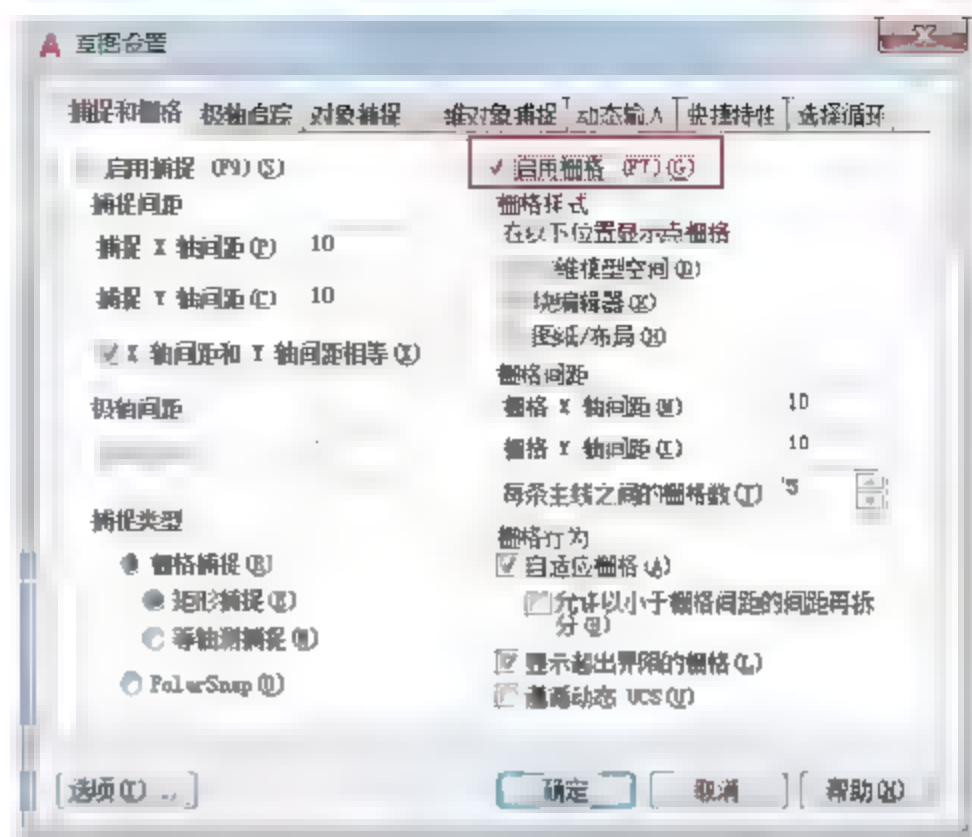 草图设置
捕捉和栅格 极轴追踪 对象捕捉 维对象捕捉 动态输入 快捷特性 选择循环
启用捕捉 (F9)(S)
捕捉间距
捕捉 X 轴间距(P) 10
捕捉 Y 轴间距(C) 10
X 轴间距和 Y 轴间距相等(X)
极轴间距
捕捉类型
栅格捕捉(R)
矩形捕捉(E)
等轴测捕捉(M)
PolarSnap(O)
启用栅格 (F7)(G)
栅格样式
在以下位置显示点栅格
维模型空间(D)
块编辑器(K)
图纸/布局(H)
栅格间距
栅格 X 轴间距(N) 10
栅格 Y 轴间距(I) 10
每条主线之间的栅格数(J) 5
栅格行为
自适应栅格(A)
允许以小于栅格间距的间距再拆
分(B)
显示超出界限的栅格(L)
动态 UCS(U)
选项(T)...
确定 取消 帮助(H)